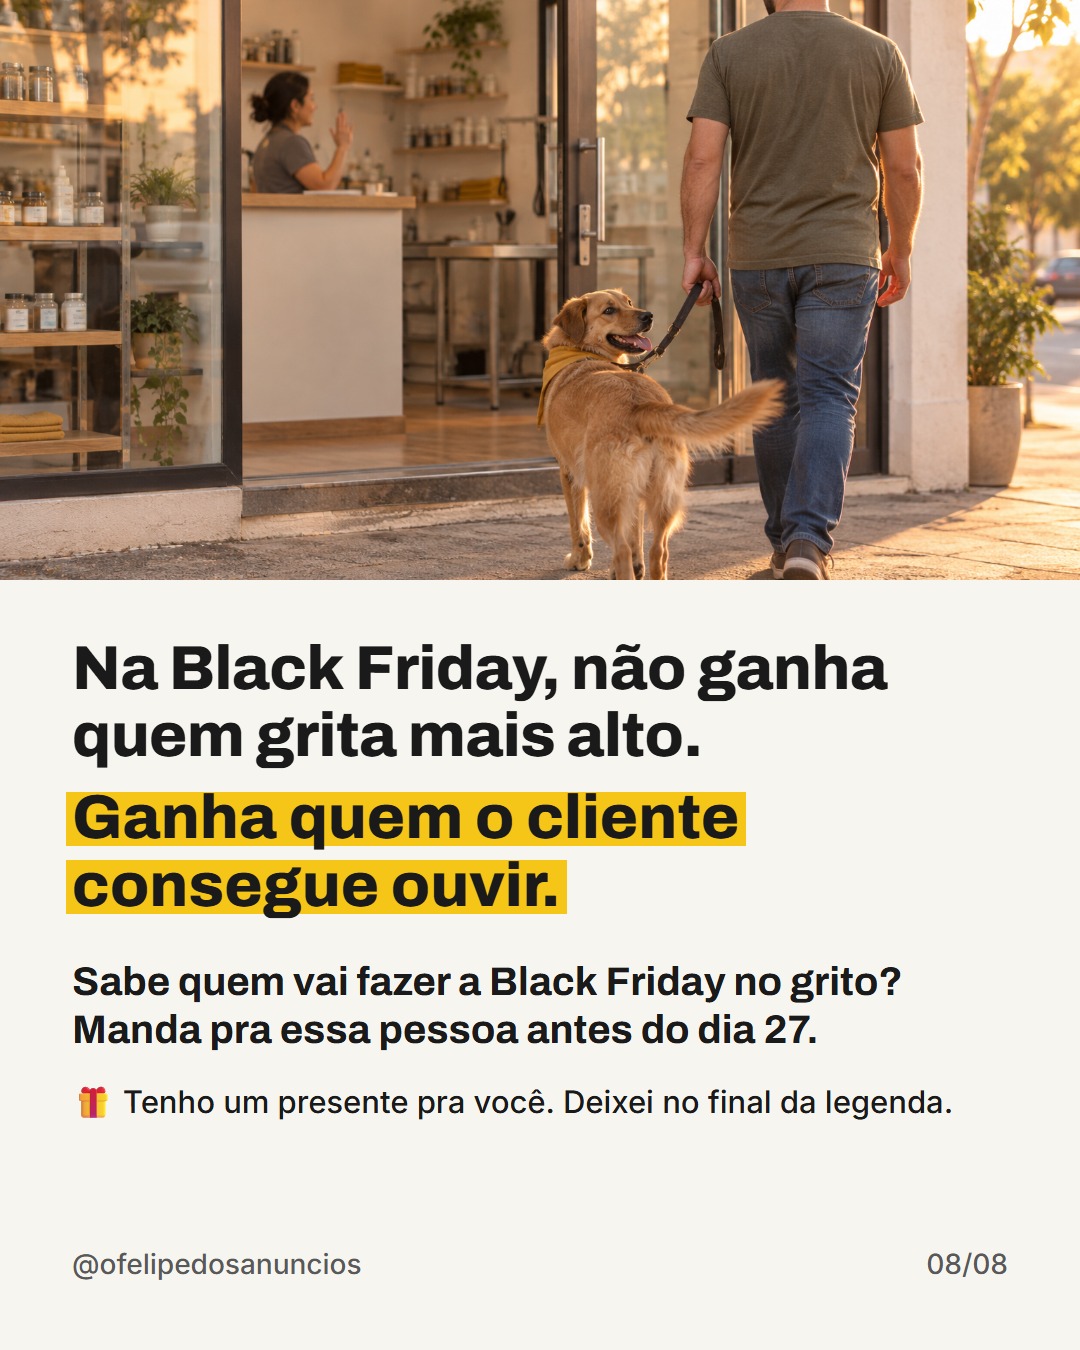 Na Black Friday, não ganha
quem grita mais alto.
Ganha quem o cliente
consegue ouvir.
Sabe quem vai fazer a Black Friday no grito?
Manda pra essa pessoa antes do dia 27.
🎁 Tenho um presente pra você. Deixei no final da legenda.
@ofelipedosanuncios
08/08